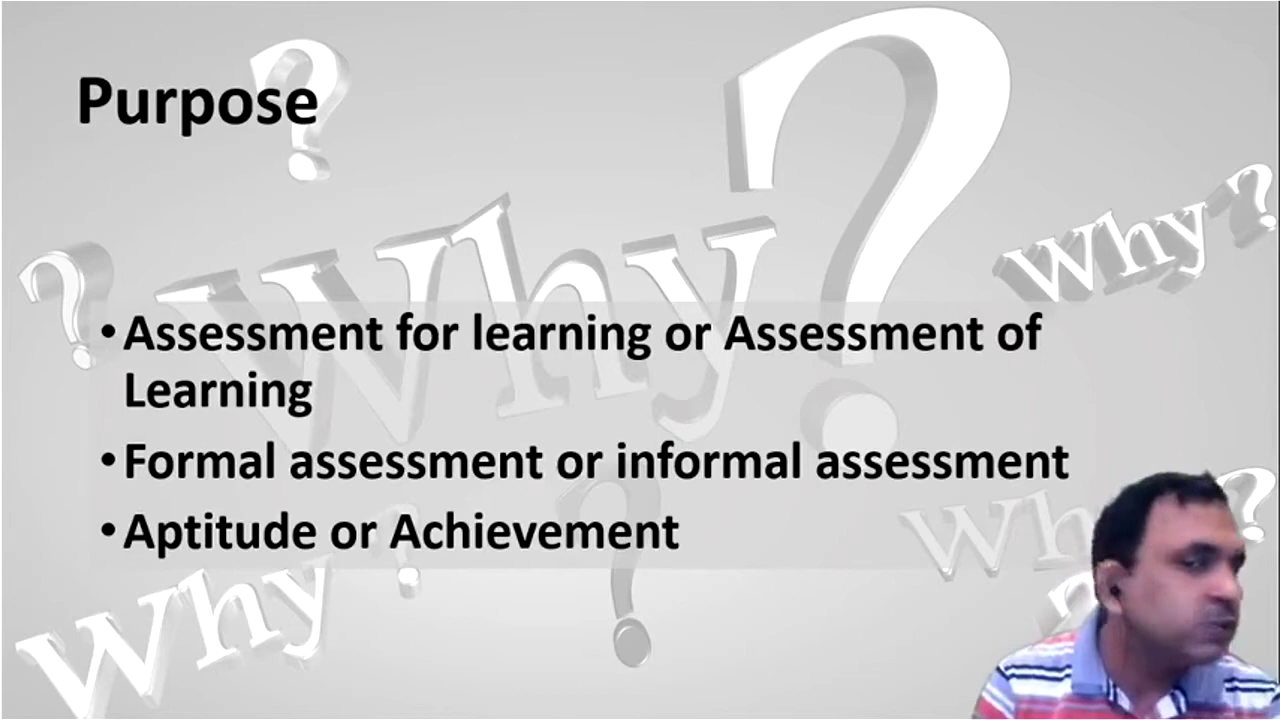 Purpose
Why?
Why?
• Assessment for learning or Assessment of
Learning
• Formal assessment or informal assessment
• Aptitude or Achievement
Why?